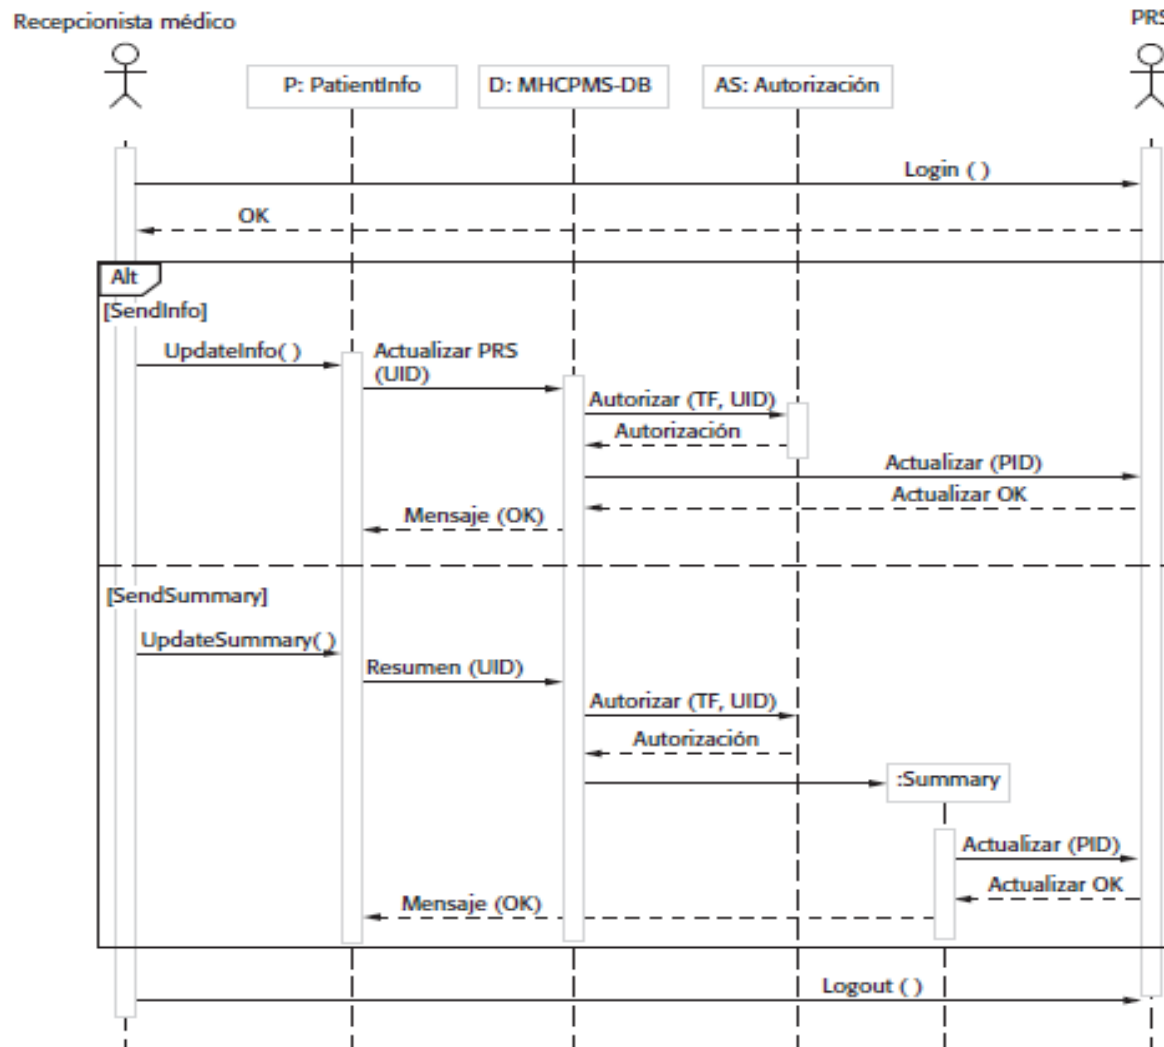 Recepcionista médico
PRS
P: PatientInfo
D: MHCPMS-DB
AS: Autorización
Login ( )
OK
Alt
[SendInfo]
UpdateInfo( )
Actualizar PRS
(UID)
Autorizar (TF, UID)
Autorización
Actualizar (PID)
Actualizar OK
Mensaje (OK)
[SendSummary]
UpdateSummary( )
Resumen (UID)
Autorizar (TF, UID)
Autorización
:Summary
Actualizar (PID)
Actualizar OK
Mensaje (OK)
Logout ( )